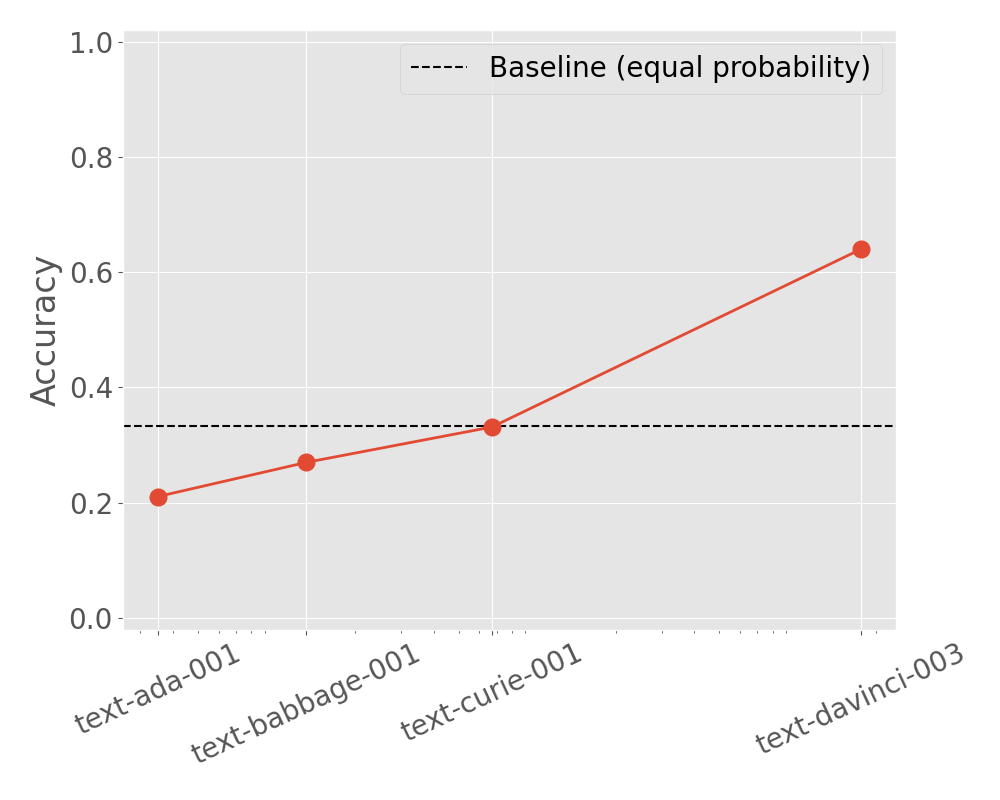 Baseline (equal probability)
Accuracy
1.0
0.8
0.6
0.4
0.2
0.0
text-ada-001
text-babbage-001
text-curie-001
text-davinci-003